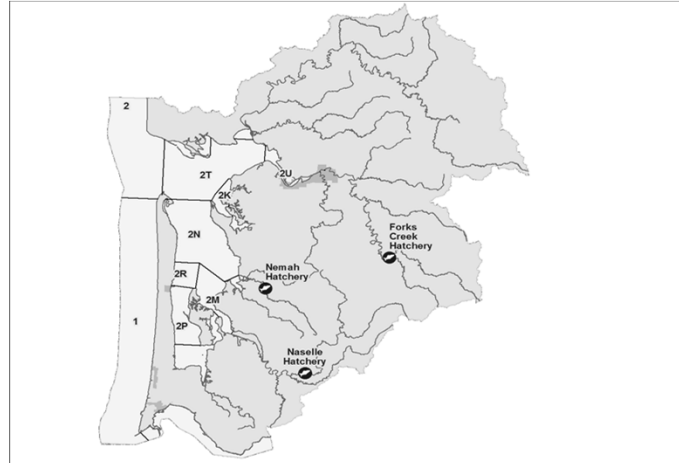 2
2T
2U
2K
2N
Forks
Creek
Hatchery
2R
Nemah
Hatchery
2M
1
2P
Naselle
Hatchery